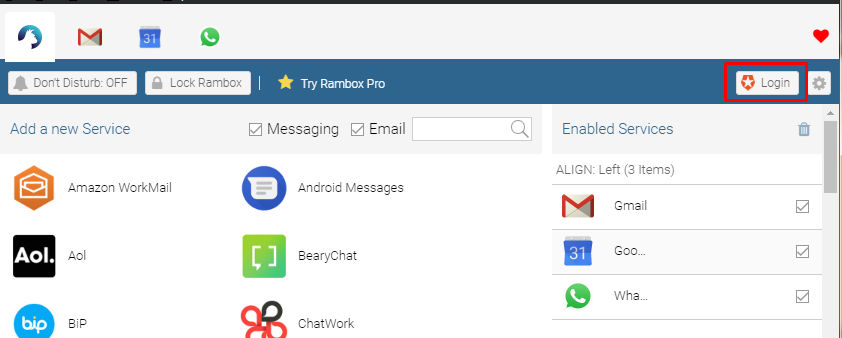 31
Don't Disturb: OFF
Lock Rambox
Try Rambox Pro
Login
Add a new Service
Messaging
Email
Enabled Services
ALIGN: Left (3 Items)
Amazon WorkMail
Android Messages
Gmail
Aol.
Aol
BearyChat
31
Goo...
Wha...
bip
BiP
ChatWork